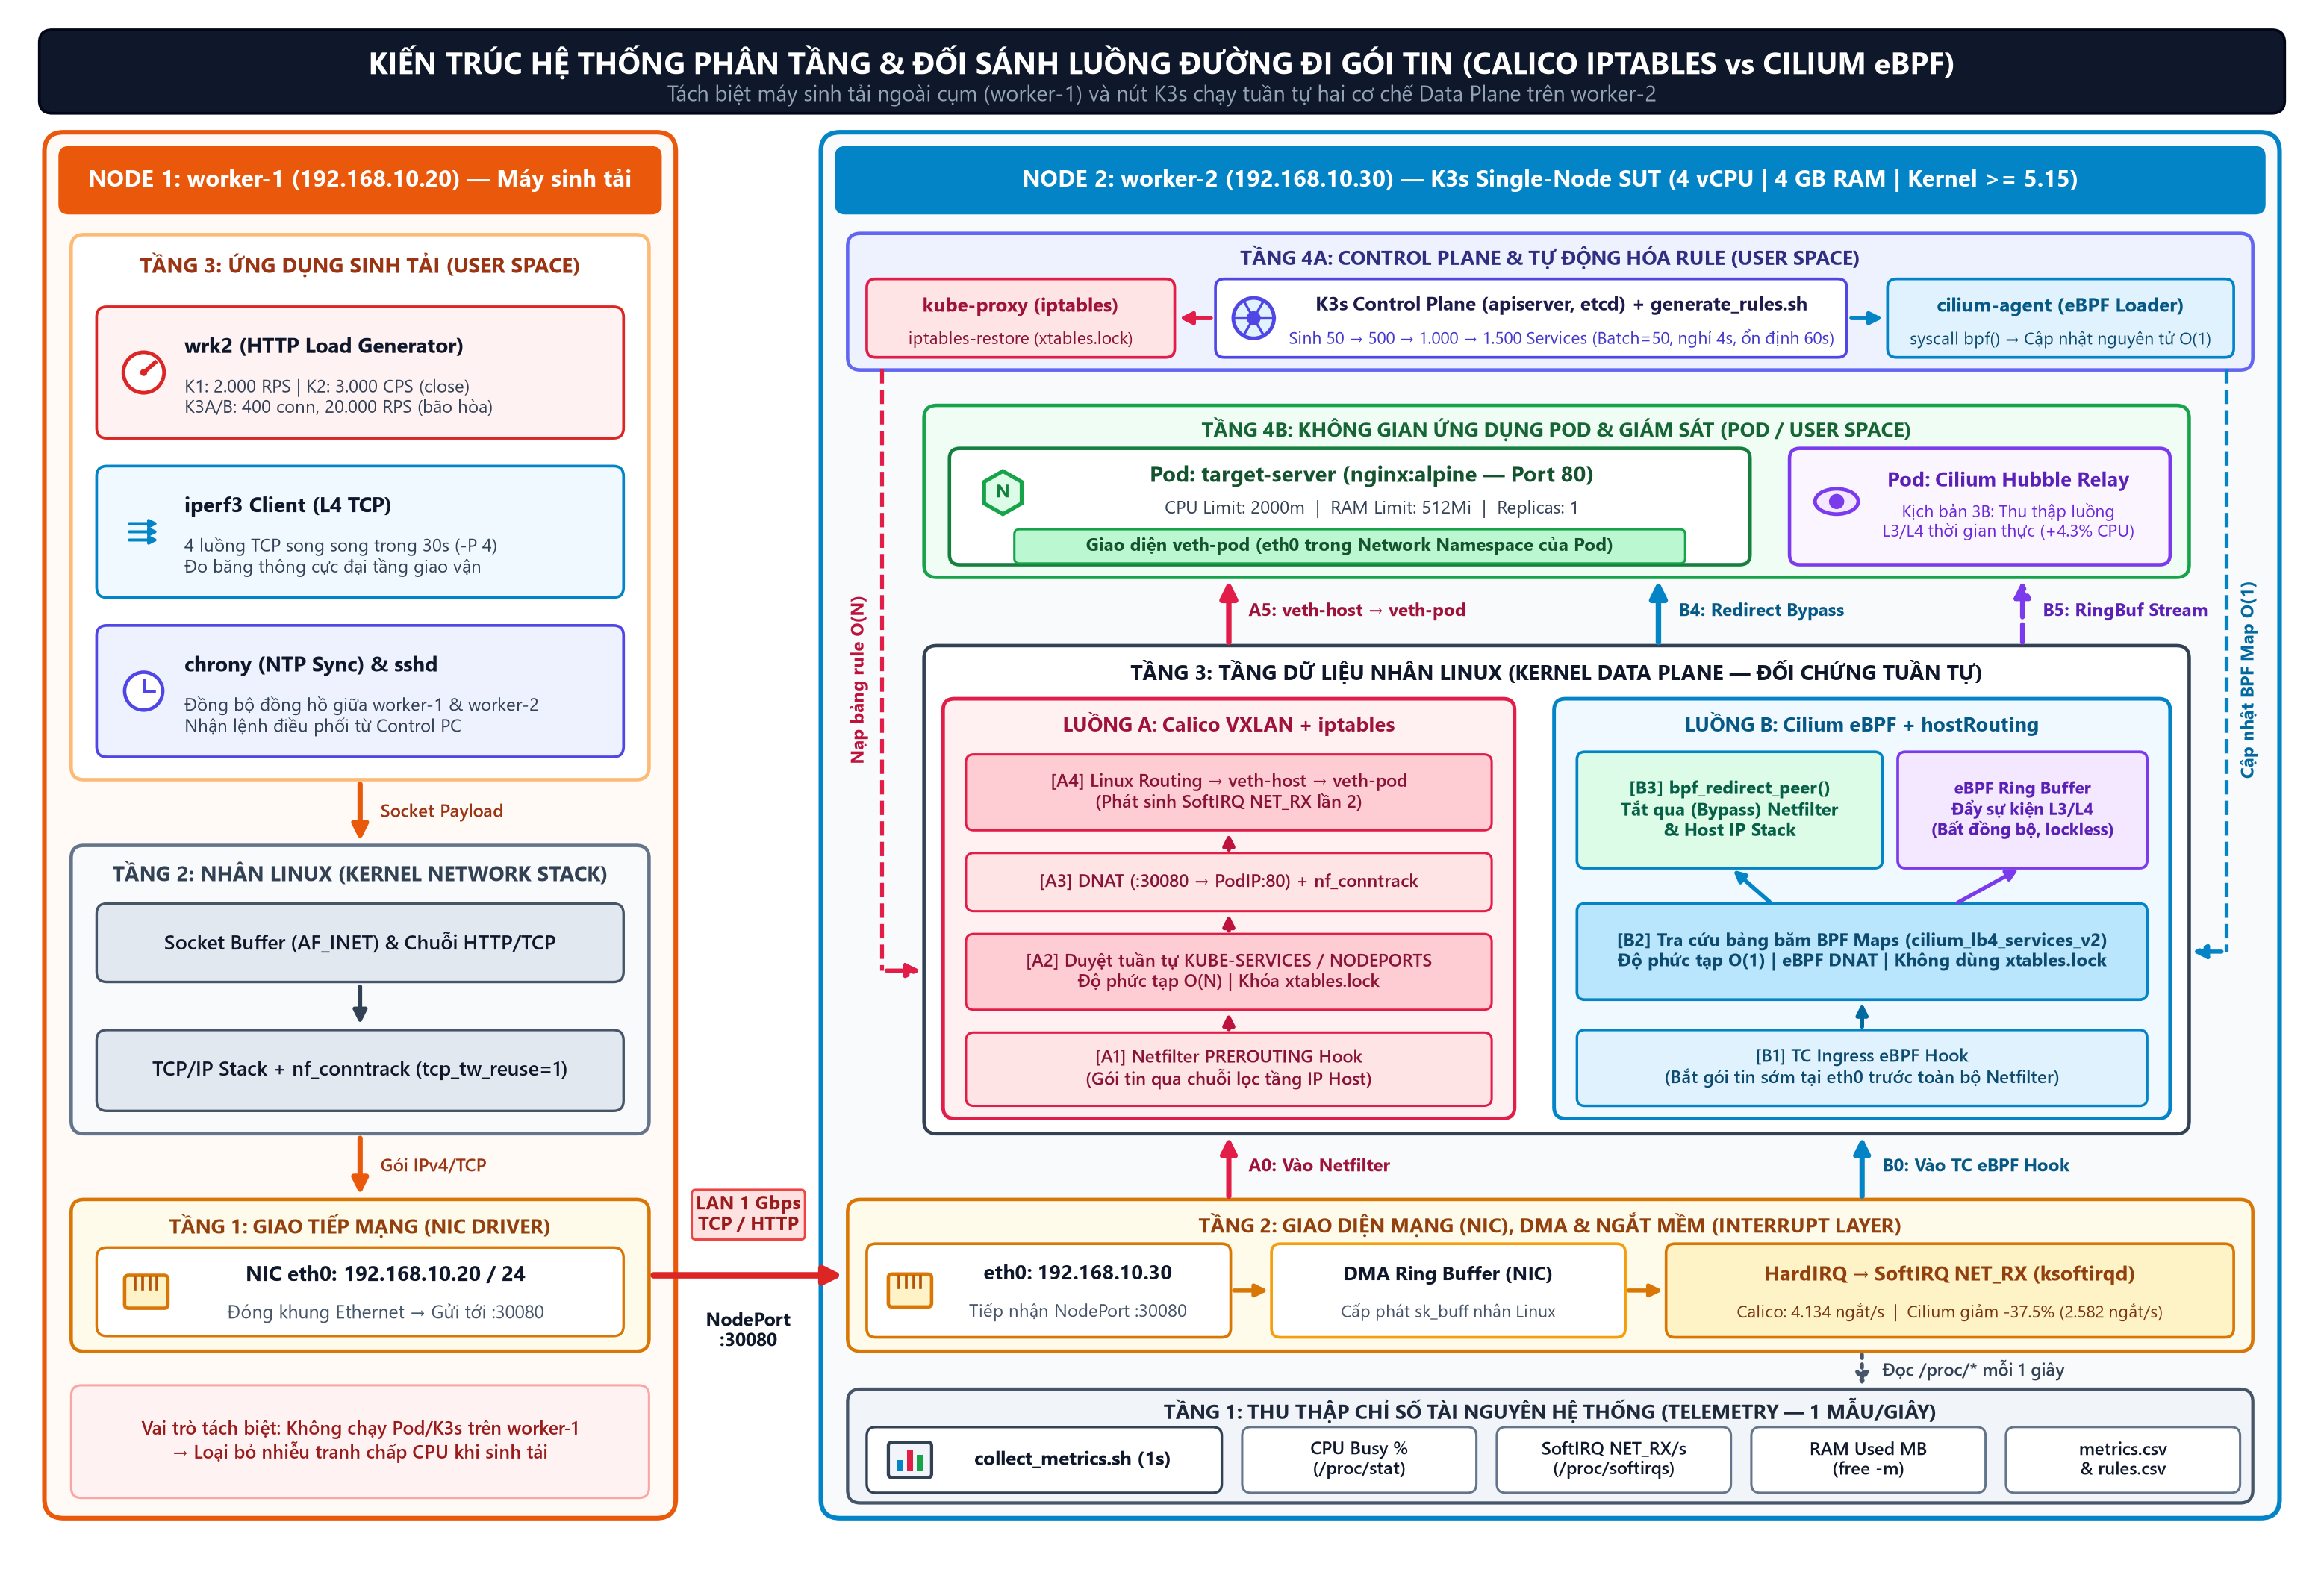 KIẾN TRÚC HỆ THỐNG PHÂN TẦNG & ĐỐI SÁNH LUỒNG ĐƯỜNG ĐI GÓI TIN (CALICO IPTABLES vs CILIUM eBPF)
Tách biệt máy sinh tải ngoài cụm (worker-1) và nút K3s chạy tuần tự hai cơ chế Data Plane trên worker-2
NODE 1: worker-1 (192.168.10.20) — Máy sinh tải
TẦNG 3: ỨNG DỤNG SINH TẢI (USER SPACE)
wrk2 (HTTP Load Generator)
K1: 2.000 RPS | K2: 3.000 CPS (close)
K3A/B: 400 conn, 20.000 RPS (bão hòa)
iperf3 Client (L4 TCP)
4 luồng TCP song song trong 30s (-P 4)
Đo băng thông cực đại tầng giao vận
chrony (NTP Sync) & sshd
Đồng bộ đồng hồ giữa worker-1 & worker-2
Nhận lệnh điều phối từ Control PC
Socket Payload
TẦNG 2: NHÂN LINUX (KERNEL NETWORK STACK)
Socket Buffer (AF_INET) & Chuỗi HTTP/TCP
TCP/IP Stack + nf_conntrack (tcp_tw_reuse=1)
Gói IPv4/TCP
TẦNG 1: GIAO TIẾP MẠNG (NIC DRIVER)
NIC eth0: 192.168.10.20 / 24
Đóng khung Ethernet → Gửi tới :30080
Vai trò tách biệt: Không chạy Pod/K3s trên worker-1
→ Loại bỏ nhiễu tranh chấp CPU khi sinh tải
LAN 1 Gbps
TCP / HTTP
NodePort
:30080
NODE 2: worker-2 (192.168.10.30) — K3s Single-Node SUT (4 vCPU | 4 GB RAM | Kernel >= 5.15)
TẦNG 4A: CONTROL PLANE & TỰ ĐỘNG HÓA RULE (USER SPACE)
kube-proxy (iptables)
iptables-restore (xtables.lock)
K3s Control Plane (apiserver, etcd) + generate_rules.sh
Sinh 50 → 500 → 1.000 → 1.500 Services (Batch=50, nghỉ 4s, ổn định 60s)
cilium-agent (eBPF Loader)
syscall bpf() → Cập nhật nguyên tử O(1)
Nạp bảng rule O(N)
Cập nhật BPF Map O(1)
TẦNG 4B: KHÔNG GIAN ỨNG DỤNG POD & GIÁM SÁT (POD / USER SPACE)
N
Pod: target-server (nginx:alpine — Port 80)
CPU Limit: 2000m | RAM Limit: 512Mi | Replicas: 1
Giao diện veth-pod (eth0 trong Network Namespace của Pod)
Pod: Cilium Hubble Relay
Kịch bản 3B: Thu thập luồng
L3/L4 thời gian thực (+4.3% CPU)
A5: veth-host → veth-pod
B4: Redirect Bypass
B5: RingBuf Stream
TẦNG 3: TẦNG DỮ LIỆU NHÂN LINUX (KERNEL DATA PLANE — ĐỐI CHỨNG TUẦN TỰ)
LUỒNG A: Calico VXLAN + iptables
[A4] Linux Routing → veth-host → veth-pod
(Phát sinh SoftIRQ NET_RX lần 2)
[A3] DNAT (:30080 → PodIP:80) + nf_conntrack
[A2] Duyệt tuần tự KUBE-SERVICES / NODEPORTS
Độ phức tạp O(N) | Khóa xtables.lock
[A1] Netfilter PREROUTING Hook
(Gói tin qua chuỗi lọc tầng IP Host)
LUỒNG B: Cilium eBPF + hostRouting
[B3] bpf_redirect_peer()
Tắt qua (Bypass) Netfilter
& Host IP Stack
eBPF Ring Buffer
Đẩy sự kiện L3/L4
(Bất đồng bộ, lockless)
[B2] Tra cứu bảng băm BPF Maps (cilium_lb4_services_v2)
Độ phức tạp O(1) | eBPF DNAT | Không dùng xtables.lock
[B1] TC Ingress eBPF Hook
(Bắt gói tin sớm tại eth0 trước toàn bộ Netfilter)
A0: Vào Netfilter
B0: Vào TC eBPF Hook
TẦNG 2: GIAO DIỆN MẠNG (NIC), DMA & NGẮT MỀM (INTERRUPT LAYER)
eth0: 192.168.10.30
Tiếp nhận NodePort :30080
DMA Ring Buffer (NIC)
Cấp phát sk_buff nhân Linux
HardIRQ → SoftIRQ NET_RX (ksoftirqd)
Calico: 4.134 ngắt/s | Cilium giảm -37.5% (2.582 ngắt/s)
Đọc /proc/* mỗi 1 giây
TẦNG 1: THU THẬP CHỈ SỐ TÀI NGUYÊN HỆ THỐNG (TELEMETRY — 1 MẪU/GIÂY)
collect_metrics.sh (1s)
CPU Busy %
(/proc/stat)
SoftIRQ NET_RX/s
(/proc/softirqs)
RAM Used MB
(free -m)
metrics.csv
& rules.csv